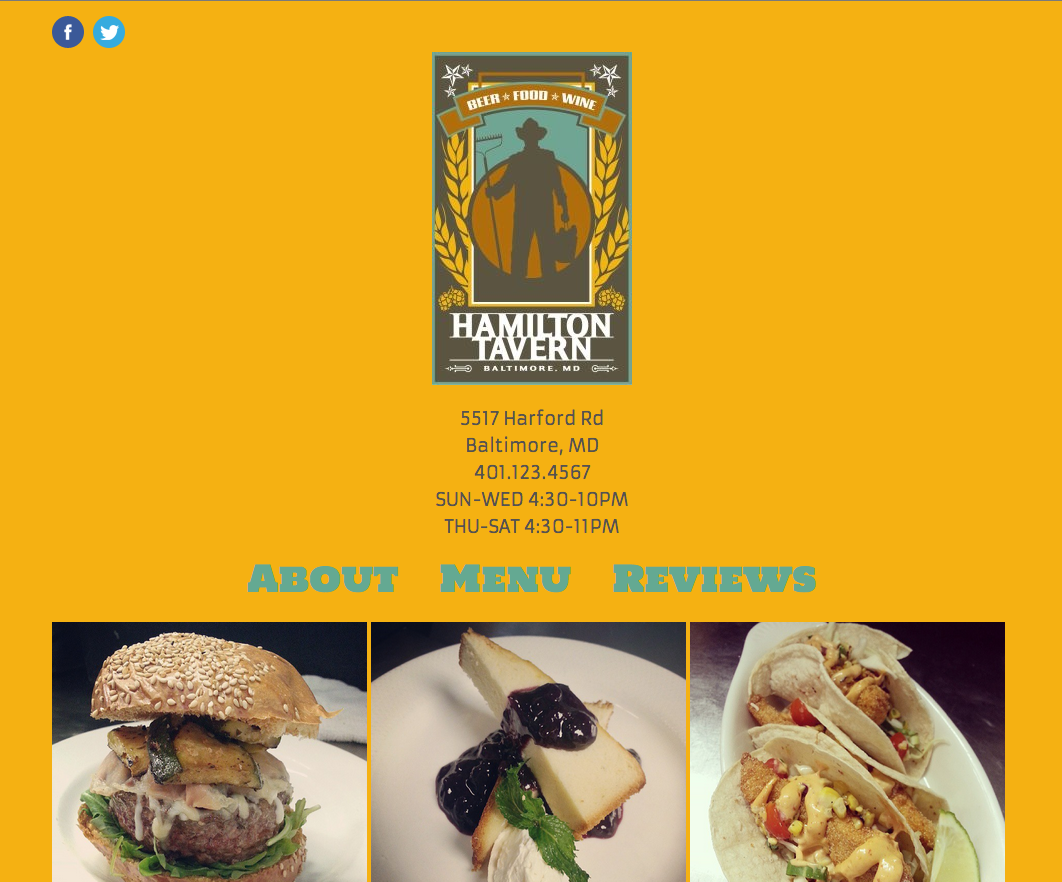 f
BEER ★ FOOD ★ WINE
HAMILTON
TAVERN
BALTIMORE, MD
5517 Harford Rd
Baltimore, MD
401.123.4567
SUN-WED 4:30-10PM
THU-SAT 4:30-11PM
About Menu Reviews